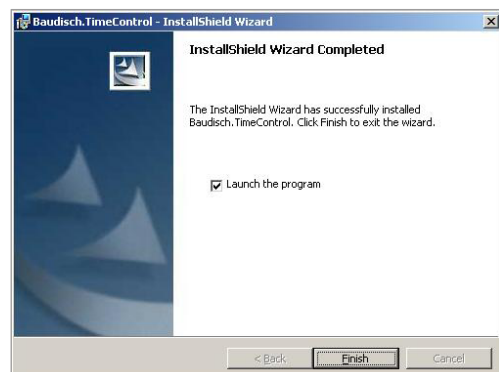 Baudisch.TimeControl - InstallShield Wizard
InstallShield Wizard Completed
The InstallShield Wizard has successfully installed
Baudisch.TimeControl. Click Finish to exit the wizard.
Launch the program
< Back
Finish
Cancel